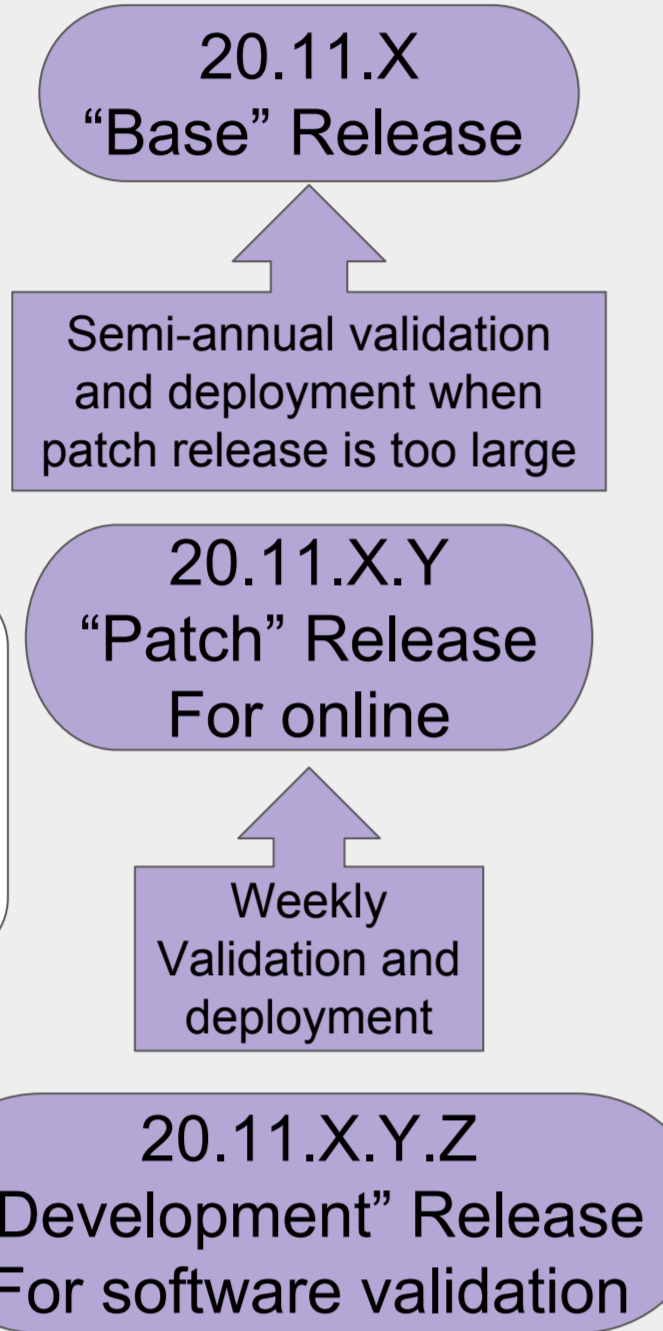 20.11.X
“Base” Release
Semi-annual validation
and deployment when
patch release is too large
20.11.X.Y
“Patch” Release
For online
Weekly
Validation and
deployment
20.11.X.Y.Z
Development” Release
For software validation